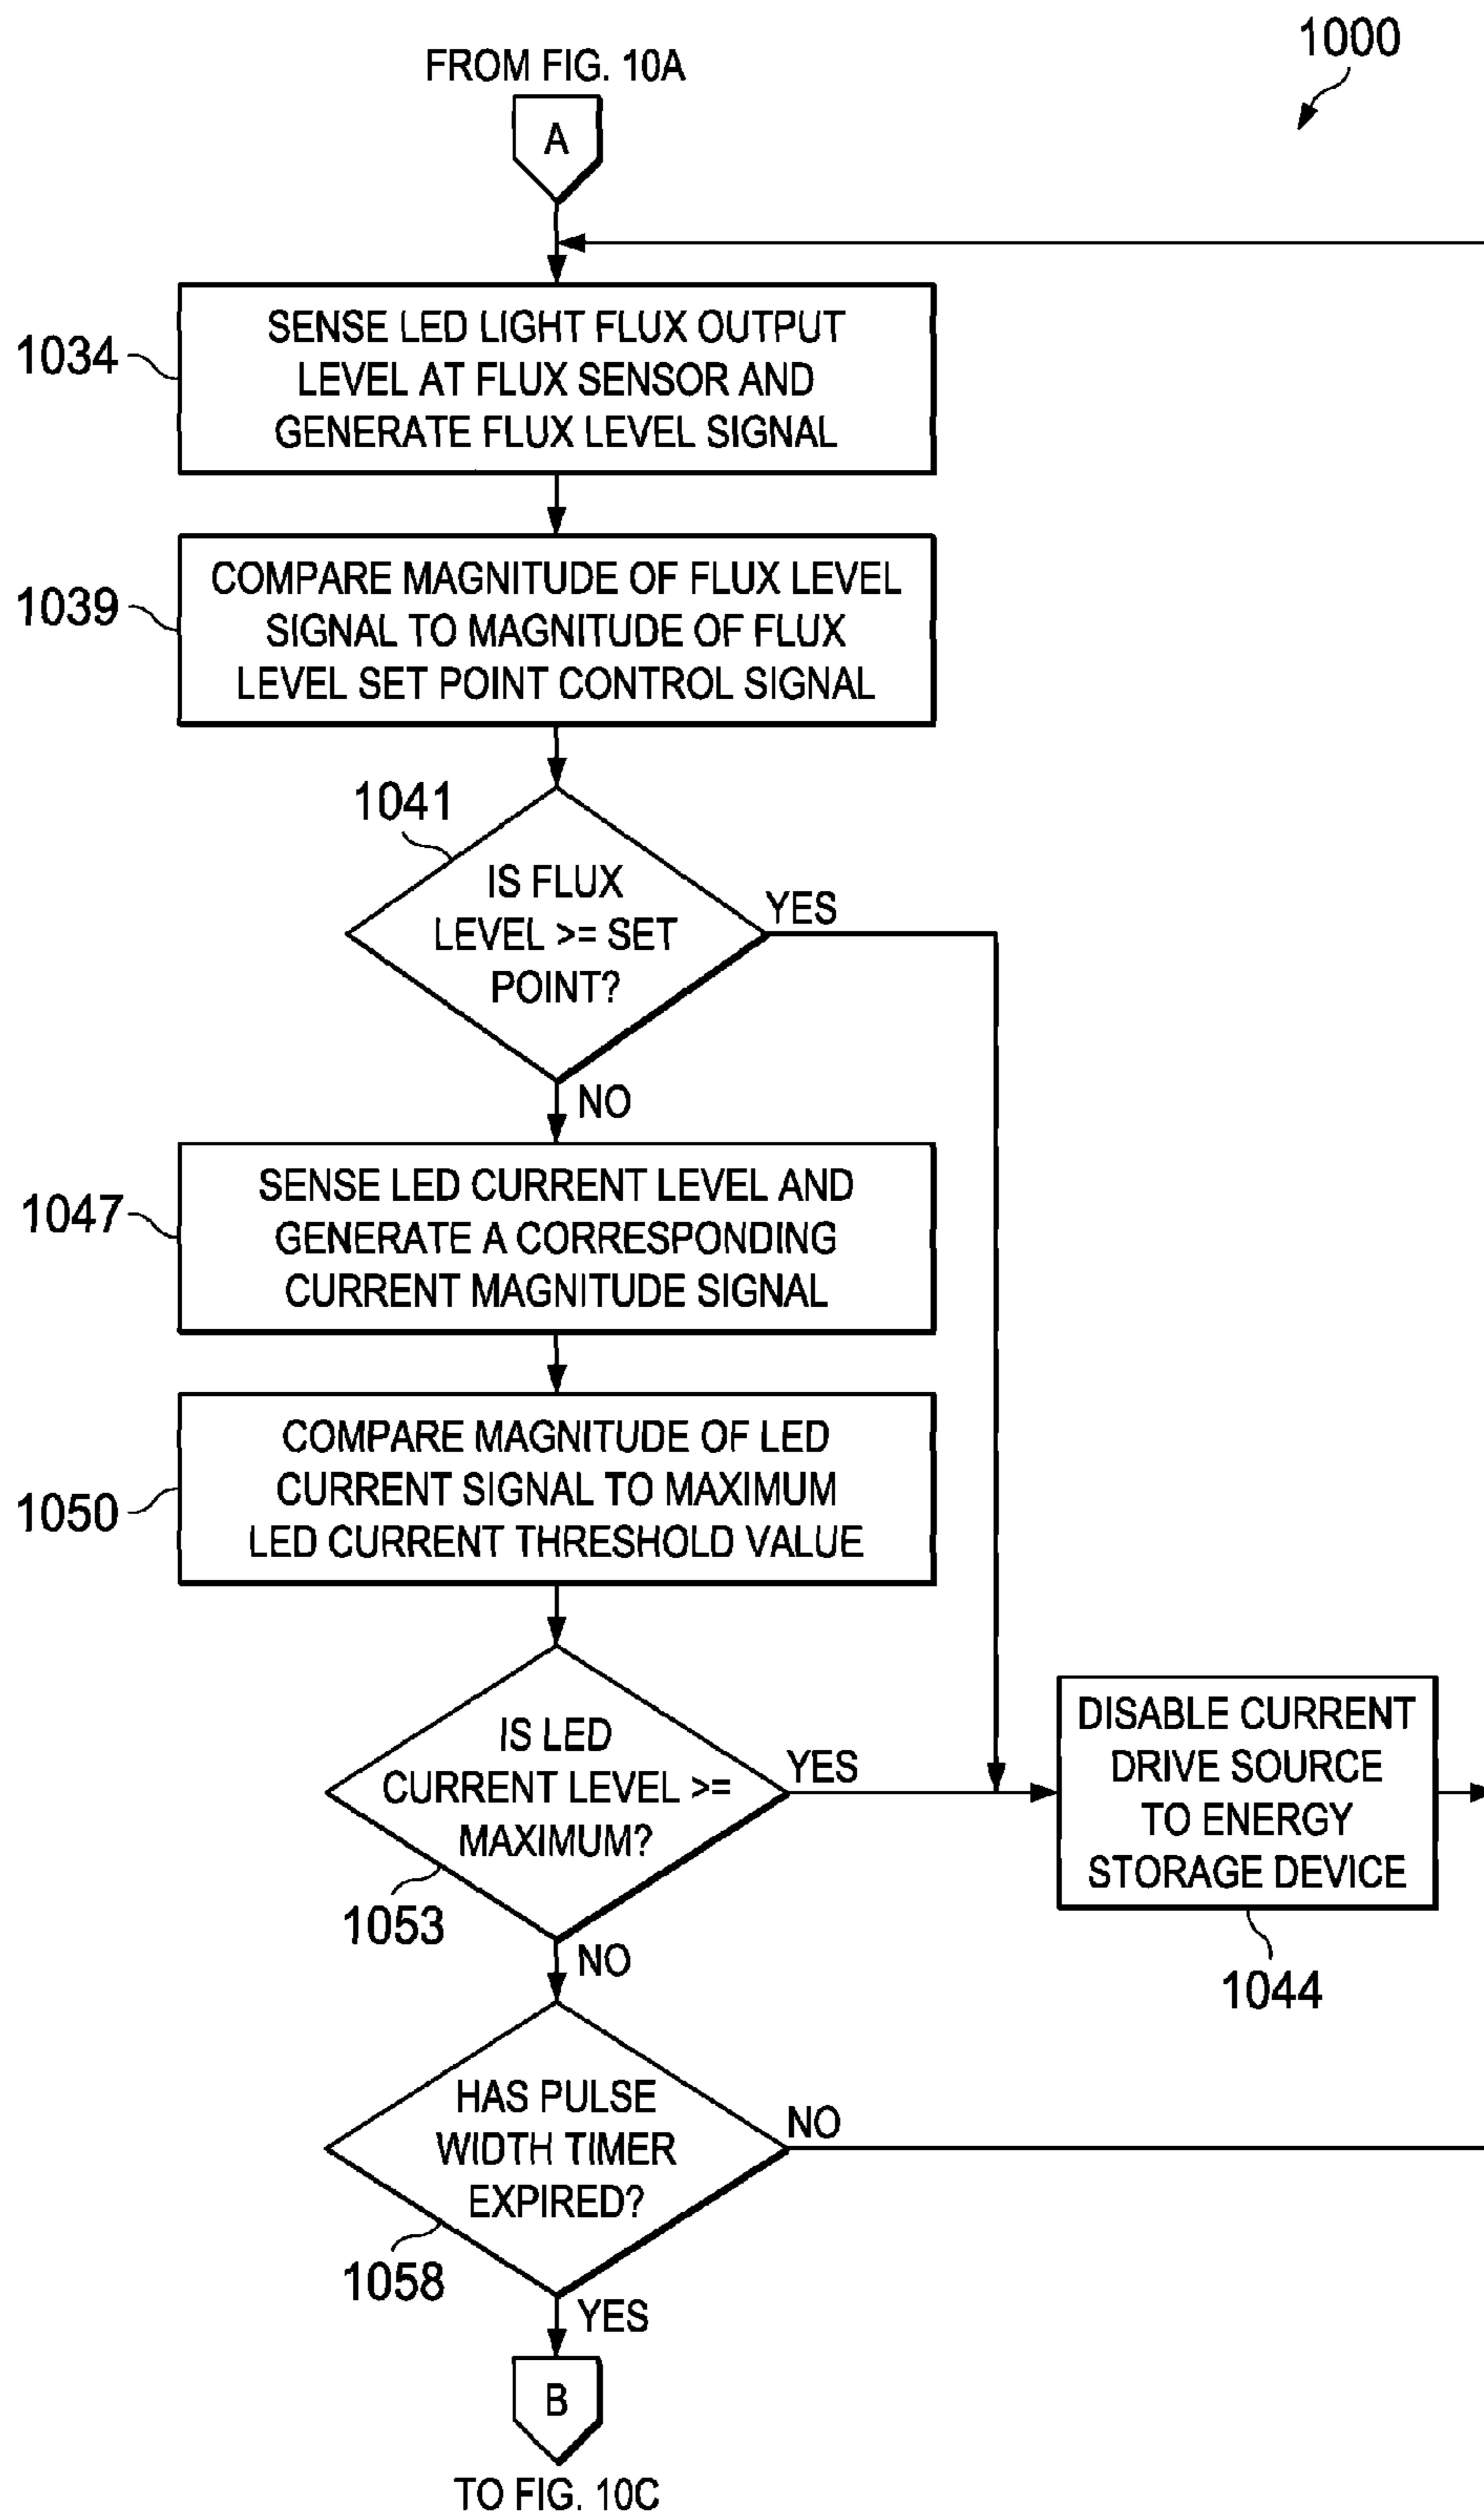 1000
FROM FIG. 10A
A
1034
SENSE LED LIGHT FLUX OUTPUT
LEVEL AT FLUX SENSOR AND
GENERATE FLUX LEVEL SIGNAL
1039
COMPARE MAGNITUDE OF FLUX LEVEL
SIGNAL TO MAGNITUDE OF FLUX
LEVEL SET POINT CONTROL SIGNAL
1041
IS FLUX
LEVEL >= SET
POINT?
YES
NO
1047
SENSE LED CURRENT LEVEL AND
GENERATE A CORRESPONDING
CURRENT MAGNITUDE SIGNAL
1050
COMPARE MAGNITUDE OF LED
CURRENT SIGNAL TO MAXIMUM
LED CURRENT THRESHOLD VALUE
IS LED
CURRENT LEVEL >=
MAXIMUM?
YES
1053
NO
DISABLE CURRENT
DRIVE SOURCE
TO ENERGY
STORAGE DEVICE
1044
HAS PULSE
WIDTH TIMER
EXPIRED?
NO
1058
YES
B
TO FIG. 10C